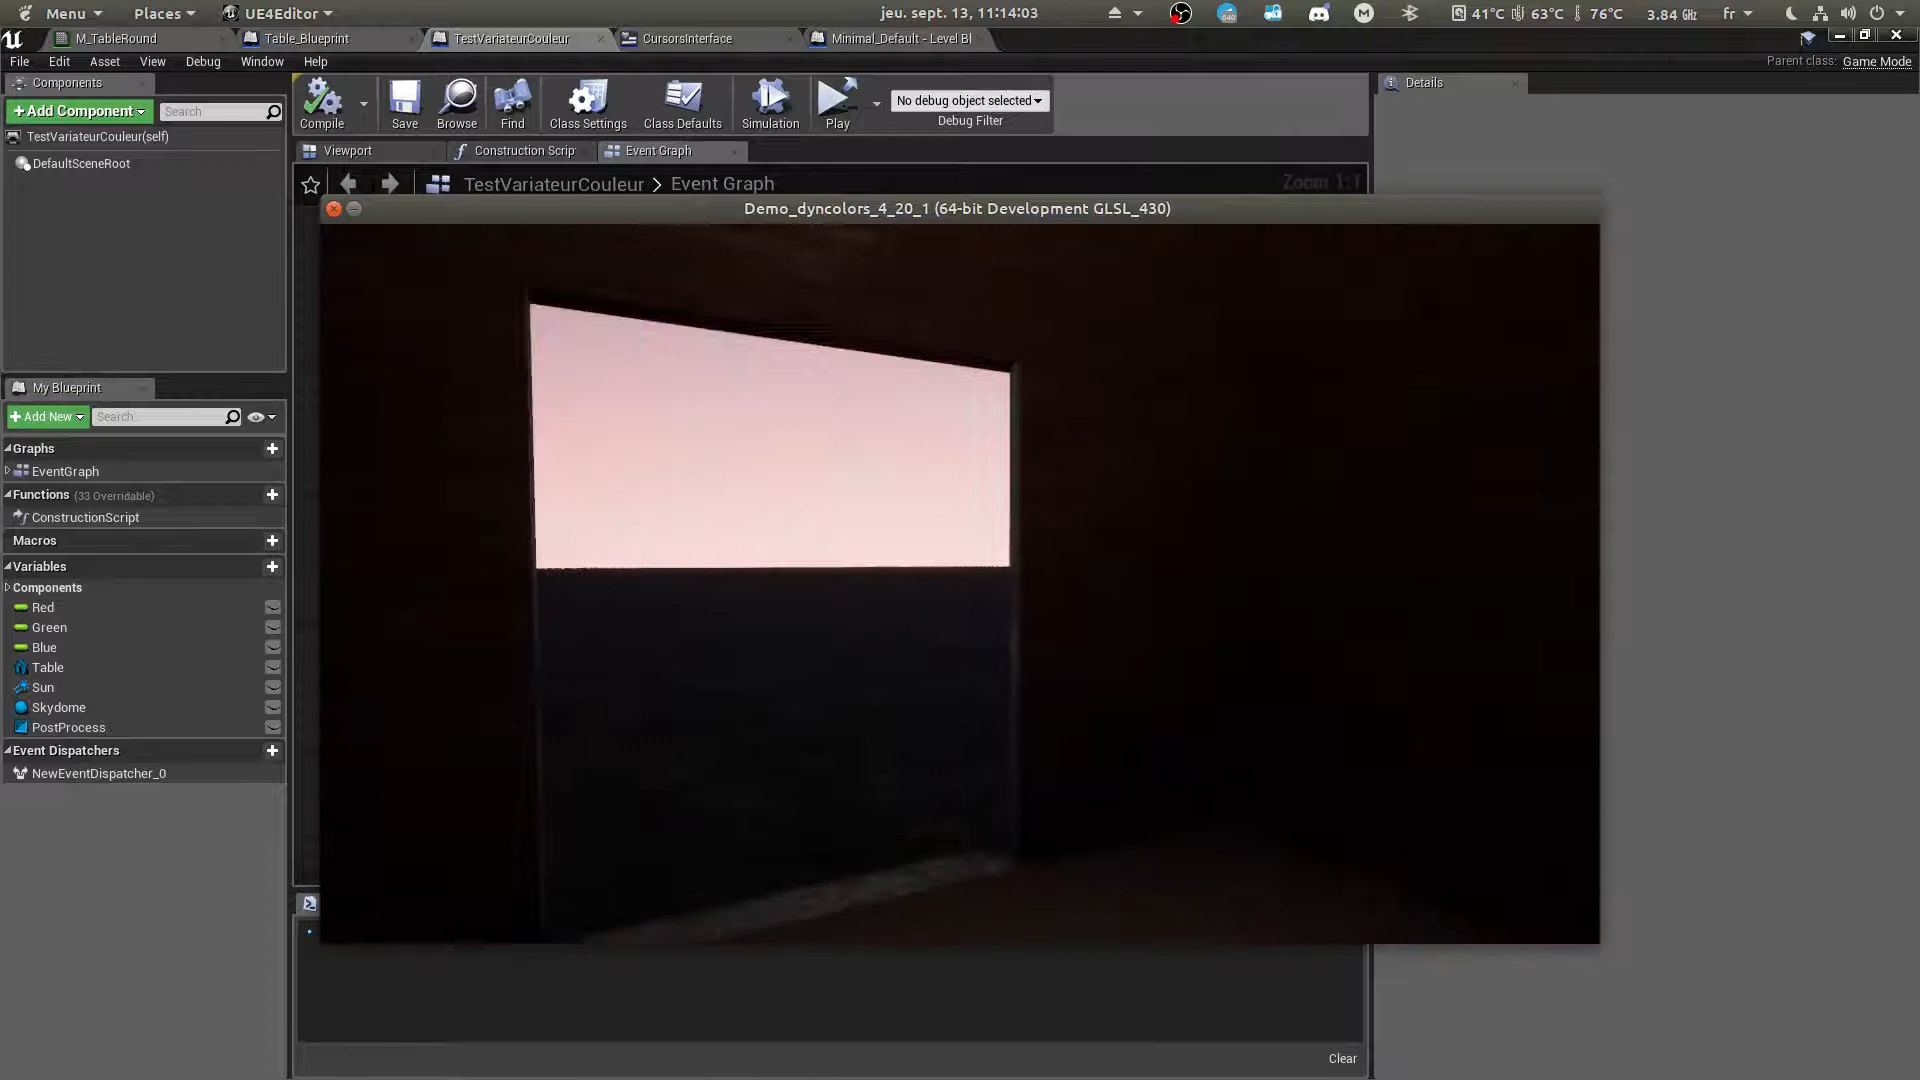 Menu Places UE4Editor jeu. sept. 13, 11:14:03 41°C 63°C 76°C 3.84 GHz fr
M_TableRound Table_Blueprint TestVariateurCouleur CursorsInterface Minimal_Default - Level Bl
File Edit Asset View Debug Window Help Parent class: Game Mode
Components Details
+Add Component Search
Compile Save Browse Find Class Settings Class Defaults Simulation Play No debug object selected Debug Filter
TestVariateurCouleur(self)
Viewport Construction Scrip Event Graph
DefaultSceneRoot
TestVariateurCouleur > Event Graph Zoom 1:1
Demo_dyncolors_4_20_1 (64-bit Development GLSL_430)
My Blueprint
+Add New Search
Graphs
EventGraph
Functions (33 Overridable)
ConstructionScript
Macros
Variables
Components
Red
Green
Blue
Table
Sun
Skydome
PostProcess
Event Dispatchers
NewEventDispatcher_0
Clear